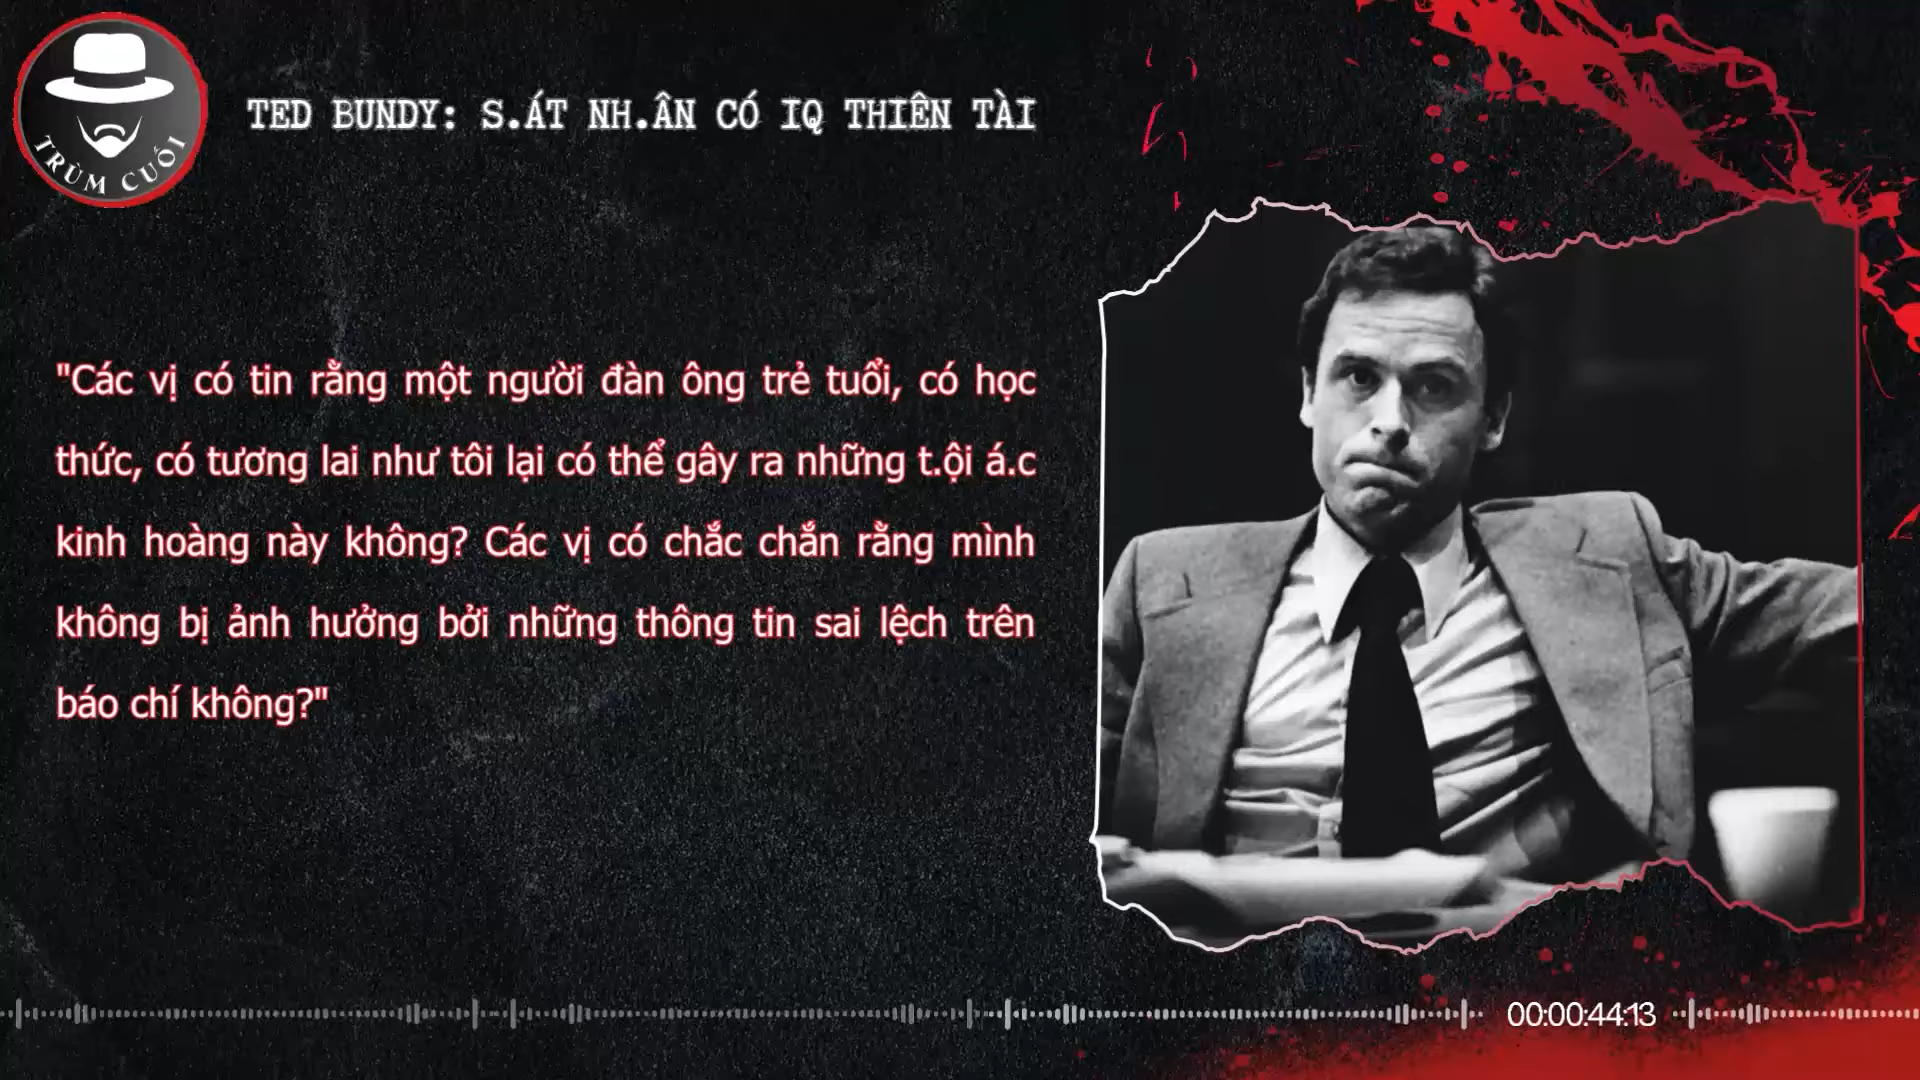 TRÙM CUỐI
TED BUNDY: S.ÁT NH.ÂN CÓ IQ THIÊN TÀI
"Các vị có tin rằng một người đàn ông trẻ tuổi, có học
thức, có tương lai như tôi lại có thể gây ra những t.ội á.c
kinh hoàng này không? Các vị có chắc chắn rằng mình
không bị ảnh hưởng bởi những thông tin sai lệch trên
báo chí không?"
00:00:44:13